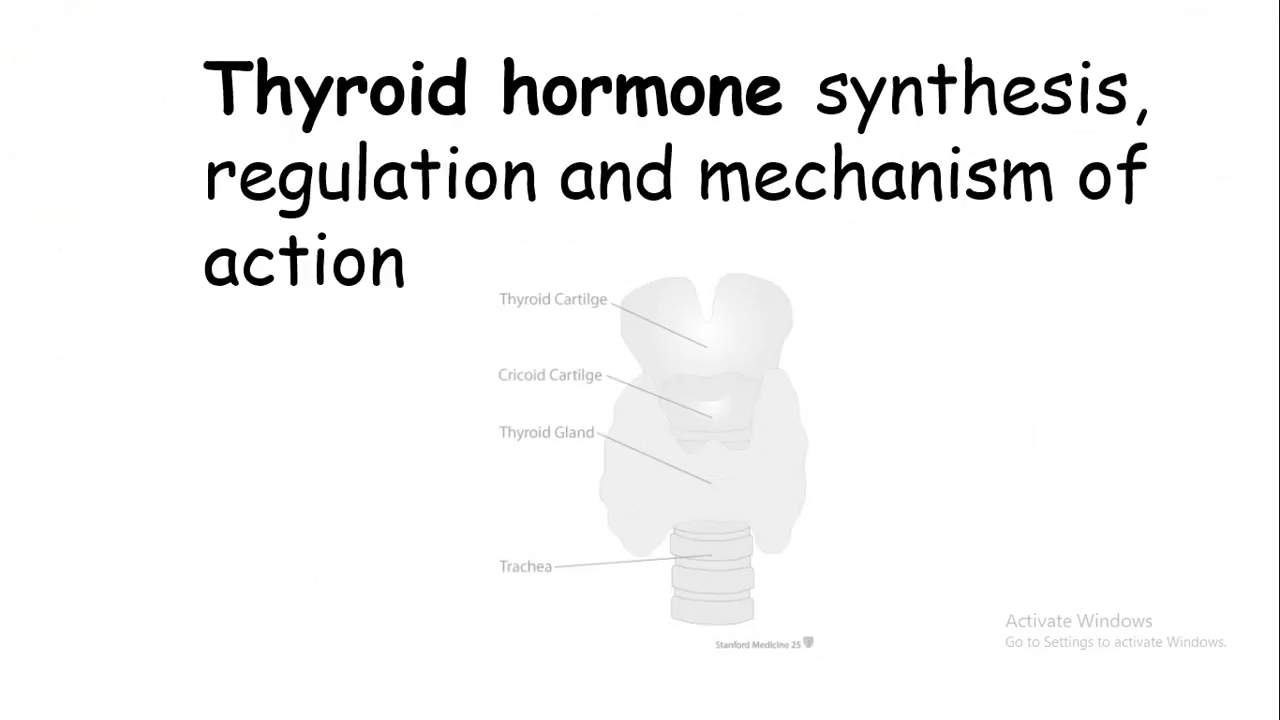 Thyroid hormone synthesis,
regulation and mechanism of
action
Thyroid Cartilge
Cricoid Cartilge
Thyroid Gland
Trachea
Stanford Medicine 25
Activate Windows
Go to Settings to activate Windows.